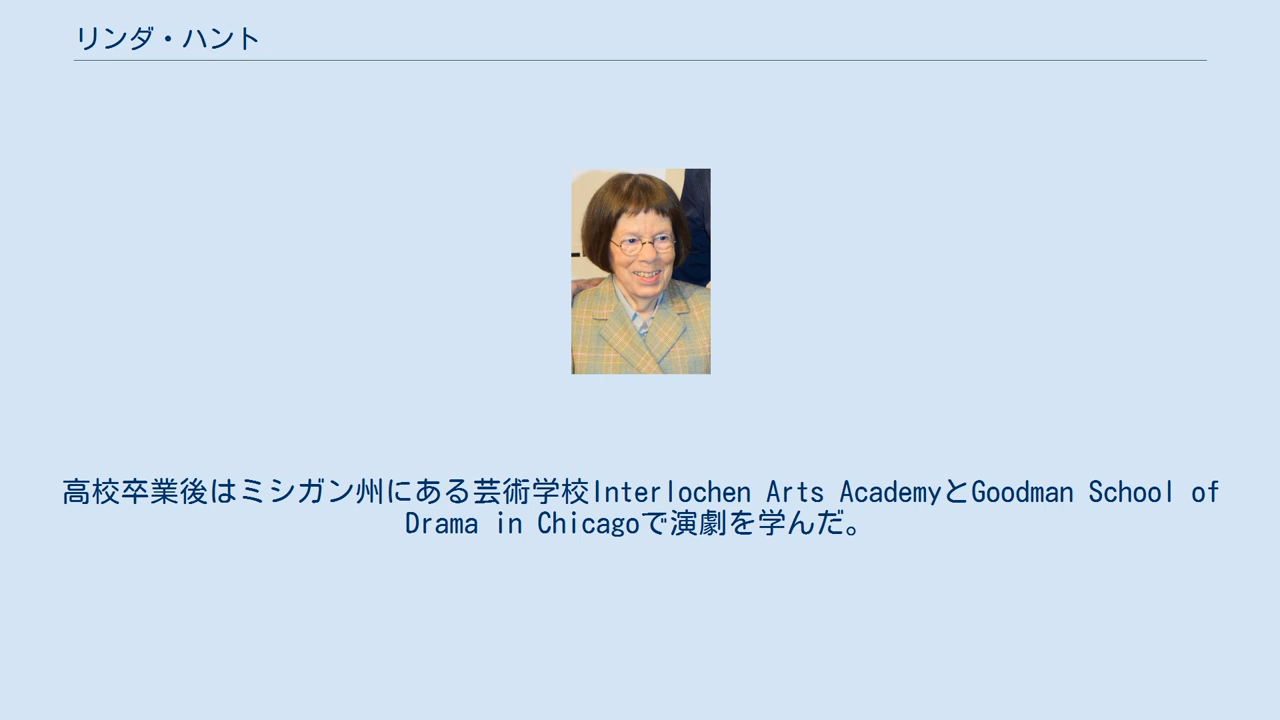 リンダ・ハント
高校卒業後はミシガン州にある芸術学校Interlochen Arts AcademyとGoodman School of
Drama in Chicagoで演劇を学んだ。